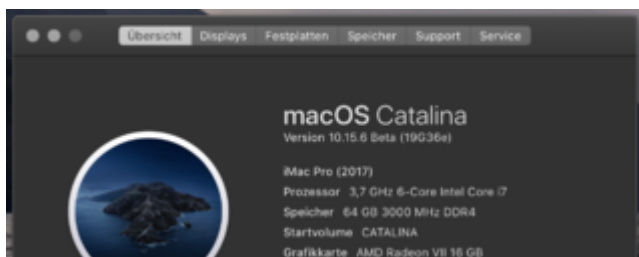 Übersicht Displays Festplatten Speicher Support Service
macOS Catalina
Version 10.15.6 Beta (19G36e)
iMac Pro (2017)
Prozessor 3,7 GHz 6-Core Intel Core i7
Speicher 64 GB 3000 MHz DDR4
Startvolume CATALINA
Grafikkarte AMD Radeon VII 16 GB